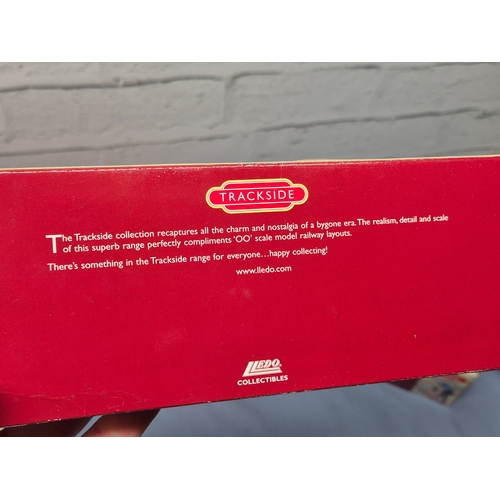 TRACKSIDE
The Trackside collection recaptures all the charm and nostalgia of a bygone era. The realism, detail and scale
of this superb range perfectly compliments 'OO' scale model railway layouts.
There's something in the Trackside range for everyone...happy collecting!
www.lledo.com
LLEDO
COLLECTIBLES